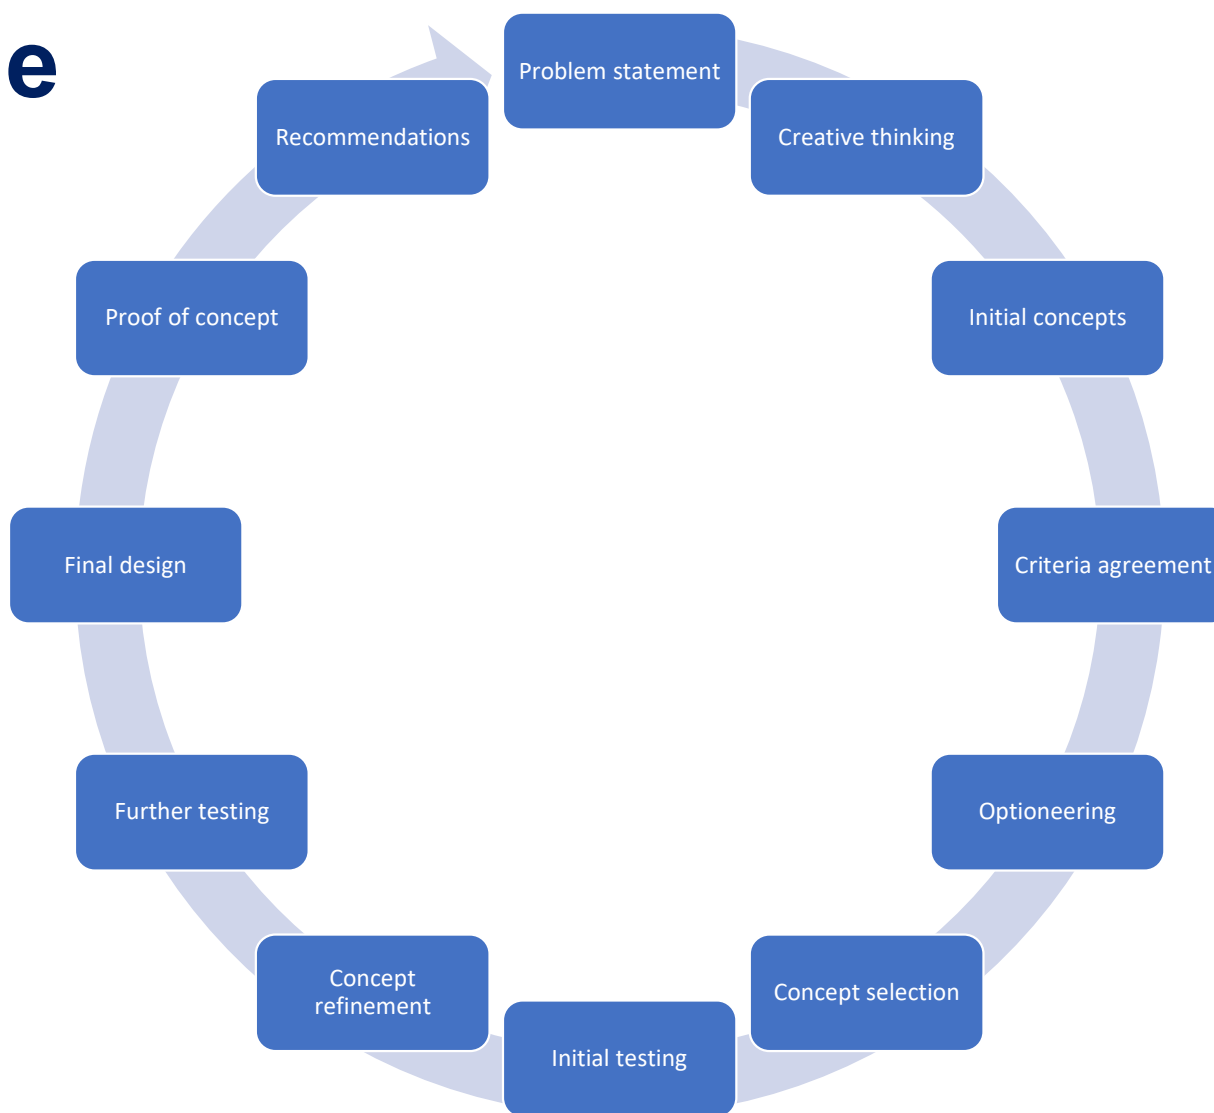 e
Problem statement
Creative thinking
Initial concepts
Criteria agreement
Optioneering
Concept selection
Initial testing
Concept
refinement
Further testing
Final design
Proof of concept
Recommendations